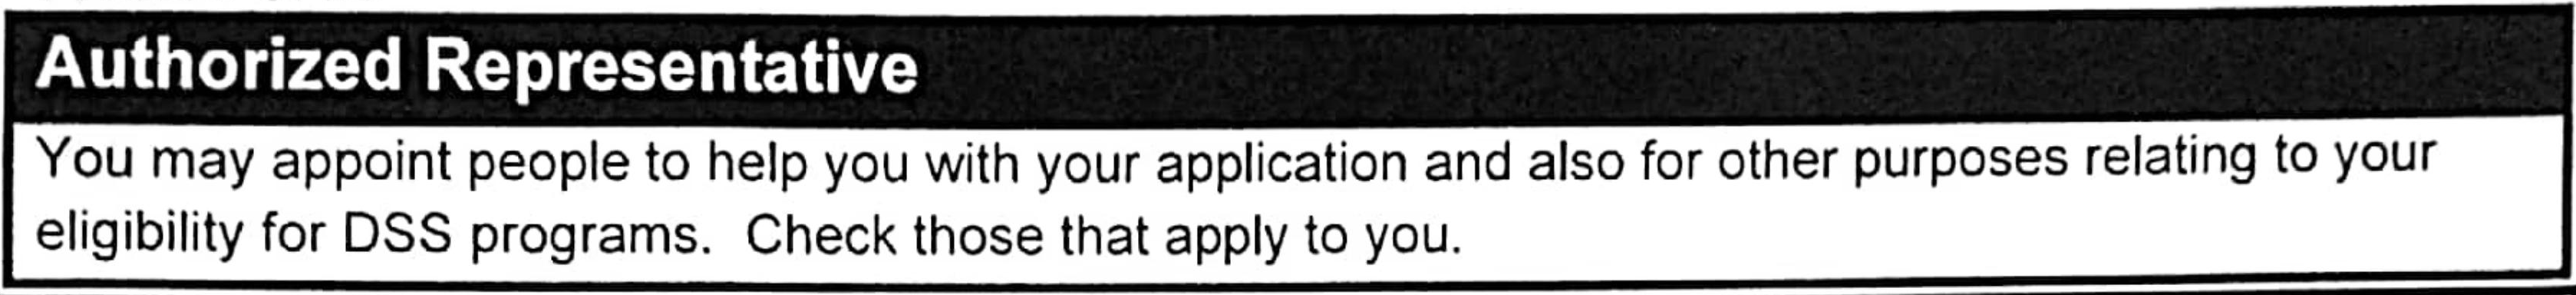 Authorized Representative
You may appoint people to help you with your application and also for other purposes relating to your
eligibility for DSS programs.  Check those that apply to you.